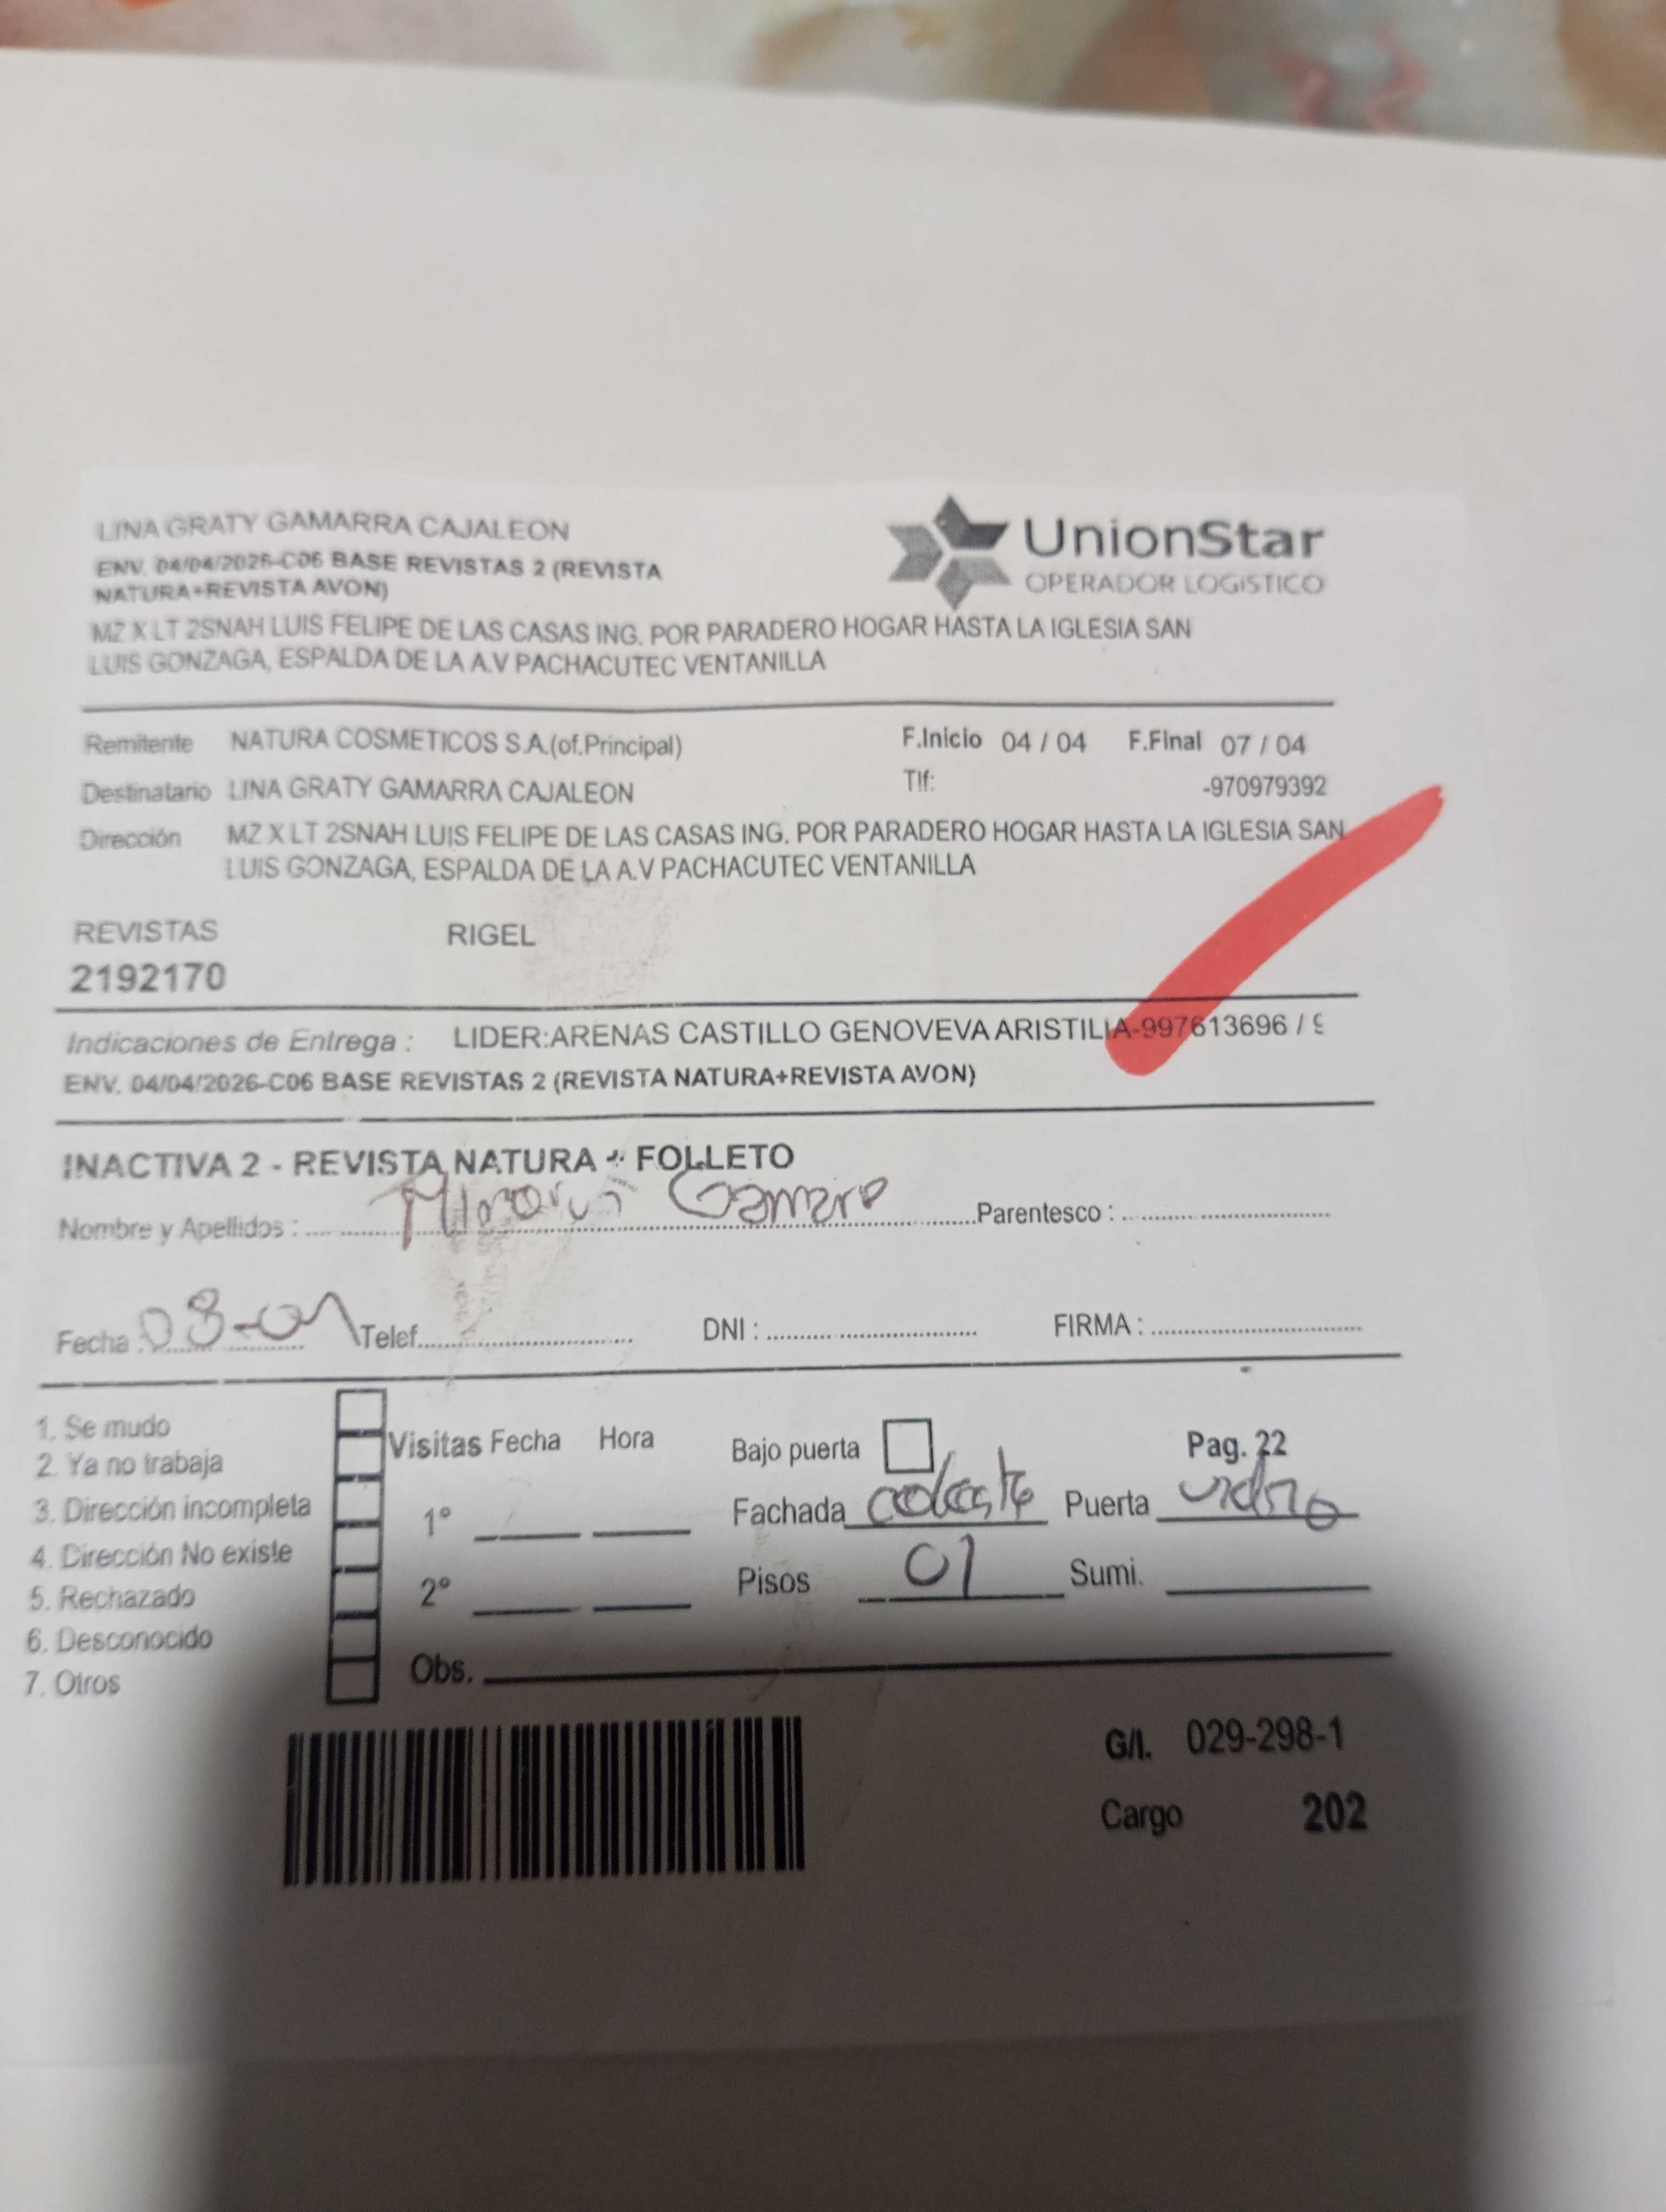 LINA GRATY GAMARRA CAJALEON
ENV. 04/04/2026-C06 BASE REVISTAS 2 (REVISTA
NATURA+REVISTA AVON)
UnionStar
OPERADOR LOGíSTICO
MZ X LT 2SNAH LUIS FELIPE DE LAS CASAS ING. POR PARADERO HOGAR HASTA LA IGLESIA SAN
LUIS GONZAGA, ESPALDA DE LA A.V PACHACUTEC VENTANILLA
Remitente NATURA COSMETICOS S.A.(of.Principal) F.Inicio 04 / 04 F.Final 07 / 04
Destinatario LINA GRATY GAMARRA CAJALEON Tlf: -970979392
Dirección MZ X LT 2SNAH LUIS FELIPE DE LAS CASAS ING. POR PARADERO HOGAR HASTA LA IGLESIA SAN
LUIS GONZAGA, ESPALDA DE LA A.V PACHACUTEC VENTANILLA
REVISTAS RIGEL
2192170
Indicaciones de Entrega : LIDER:ARENAS CASTILLO GENOVEVA ARISTILIA-997613696 / 9
ENV. 04/04/2026-C06 BASE REVISTAS 2 (REVISTA NATURA+REVISTA AVON)
INACTIVA 2 - REVISTA NATURA + FOLLETO
Nombre y Apellidos : Parentesco :
Fecha : Telef. DNI : FIRMA :
1. Se mudo
2. Ya no trabaja
3. Dirección incompleta
4. Dirección No existe
5. Rechazado
6. Desconocido
7. Otros
Visitas Fecha Hora Bajo puerta Pag. 22
1° Fachada celeste Puerta vidrio
2° Pisos 01 Sumi.
Obs.
G/I. 029-298-1
Cargo 202